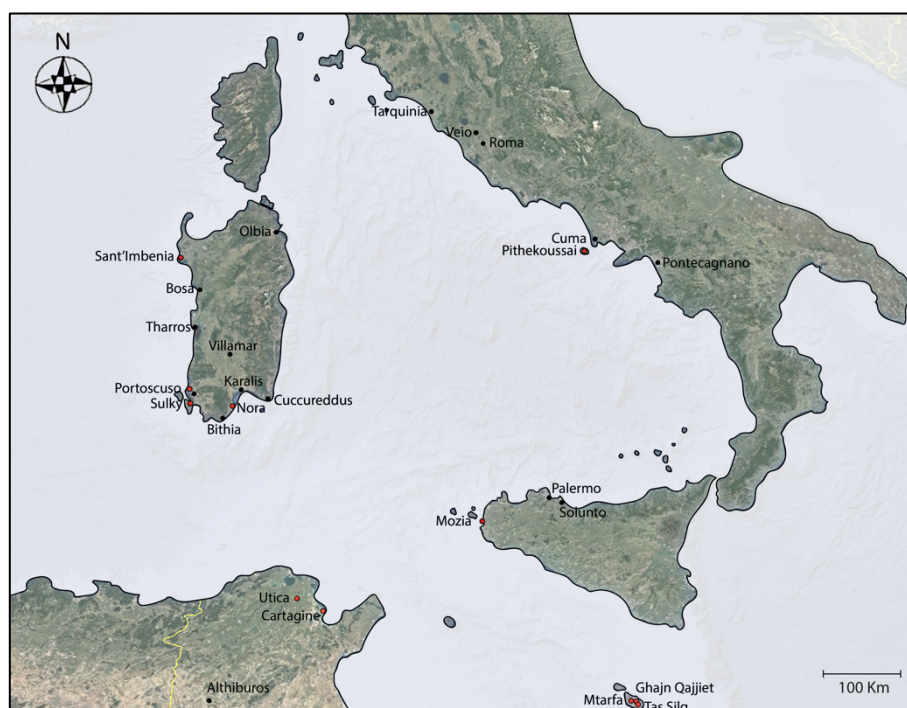 N
Tarquinia
Veio
Roma
Olbia
Cuma
Sant'Imbenia
Pithekoussai
Pontecagnano
Bosa
Tharros
Villamar
Portoscuso
Karalis
Sulky
Nora
Cuccureddus
Bithia
Palermo
Solunto
Mozia
Utica
Cartagine
Althiburos
Ghajn Qajjiet
Mtarfa
Tas Silg
100 Km